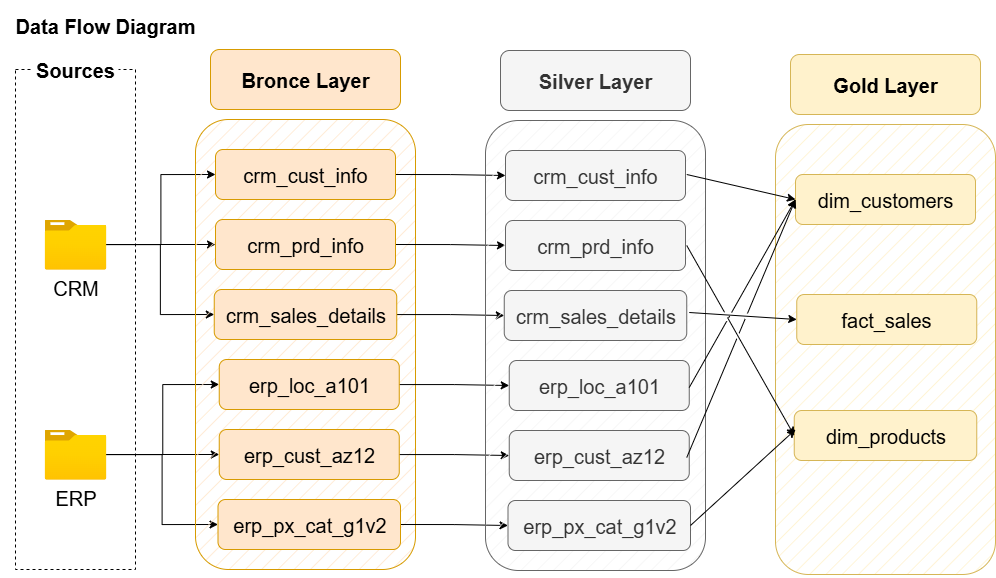 Data Flow Diagram
Sources
Bronce Layer
Silver Layer
Gold Layer
CRM
ERP
crm_cust_info
crm_prd_info
crm_sales_details
erp_loc_a101
erp_cust_az12
erp_px_cat_g1v2
crm_cust_info
crm_prd_info
crm_sales_details
erp_loc_a101
erp_cust_az12
erp_px_cat_g1v2
dim_customers
fact_sales
dim_products